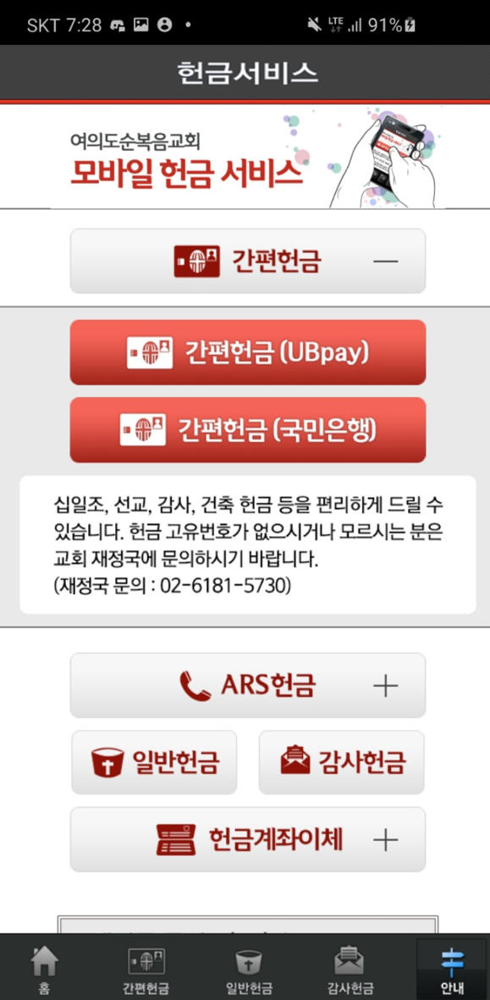 SKT 7:28
LTE 91%
헌금서비스
여의도순복음교회
모바일 헌금 서비스
간편헌금
간편헌금 (UBpay)
간편헌금 (국민은행)
십일조, 선교, 감사, 건축 헌금 등을 편리하게 드릴 수
있습니다. 헌금 고유번호가 없으시거나 모르시는 분은
교회 재정국에 문의하시기 바랍니다.
(재정국 문의 : 02-6181-5730)
ARS헌금
일반헌금
감사헌금
헌금계좌이체
홈
간편헌금
일반헌금
감사헌금
안내